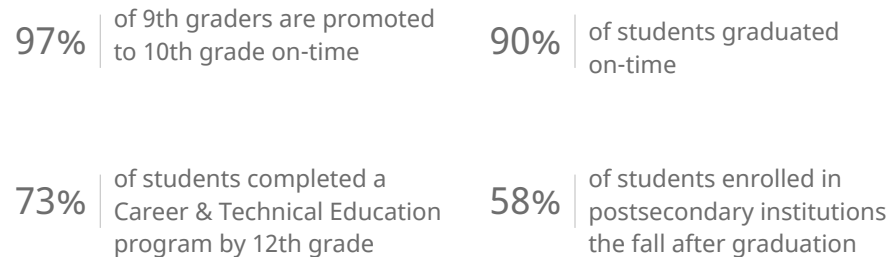 97%
of 9th graders are promoted
to 10th grade on-time
90%
of students graduated
on-time
73%
of students completed a
Career & Technical Education
program by 12th grade
58%
of students enrolled in
postsecondary institutions
the fall after graduation